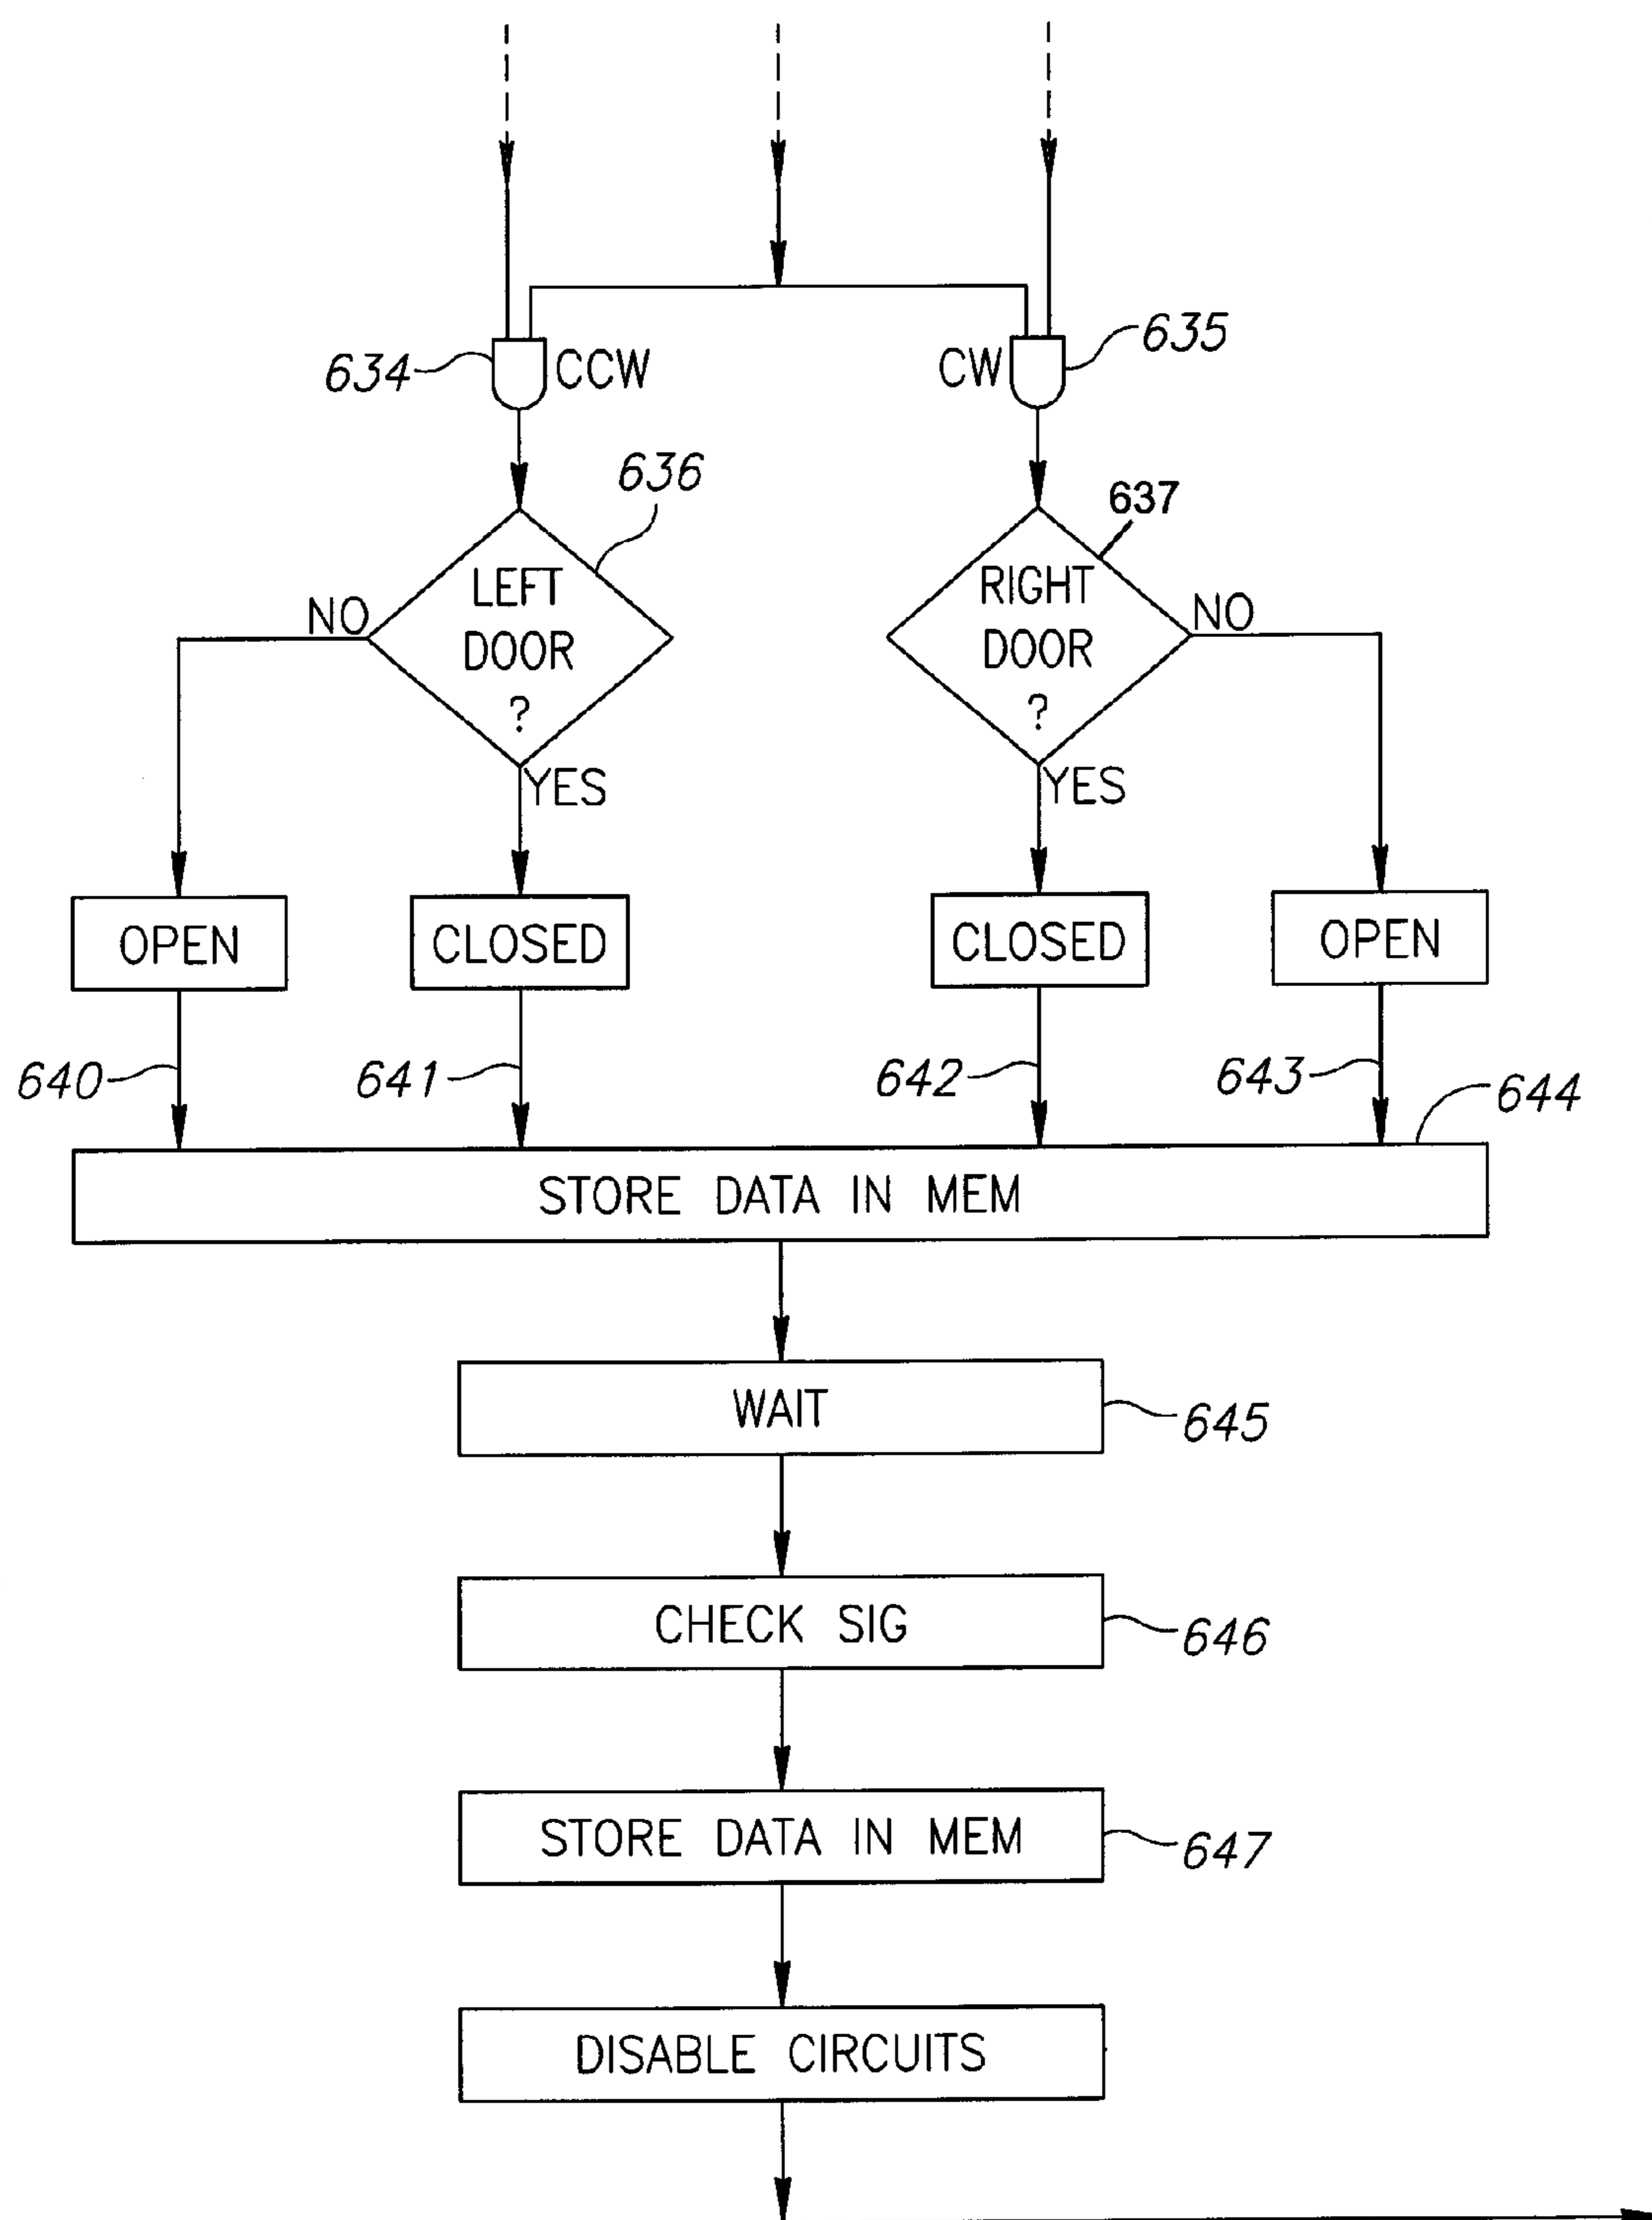 634
CCW
CW
635
636
637
LEFT
DOOR
?
NO
YES
RIGHT
DOOR
?
NO
YES
OPEN
CLOSED
CLOSED
OPEN
640
641
642
643
644
STORE DATA IN MEM
WAIT
645
CHECK SIG
646
STORE DATA IN MEM
647
DISABLE CIRCUITS